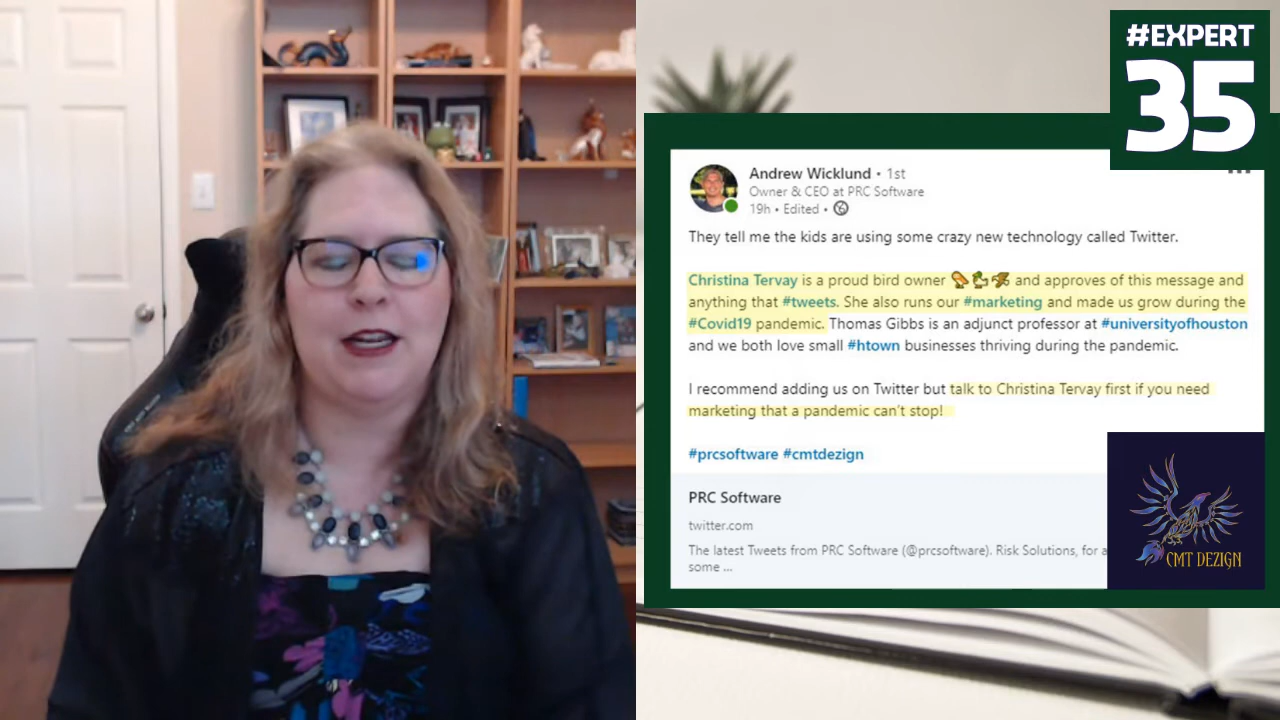 #EXPERT
35
Andrew Wicklund • 1st
Owner & CEO at PRC Software
19h • Edited •
They tell me the kids are using some crazy new technology called Twitter.
Christina Tervay is a proud bird owner 🐤🦆🦅 and approves of this message and
anything that #tweets. She also runs our #marketing and made us grow during the
#Covid19 pandemic. Thomas Gibbs is an adjunct professor at #universityofhouston
and we both love small #htown businesses thriving during the pandemic.
I recommend adding us on Twitter but talk to Christina Tervay first if you need
marketing that a pandemic can't stop!
#prcsoftware #cmtdezign
PRC Software
twitter.com
The latest Tweets from PRC Software (@prcsoftware). Risk Solutions, for a
some ...
CMT DEZIGN